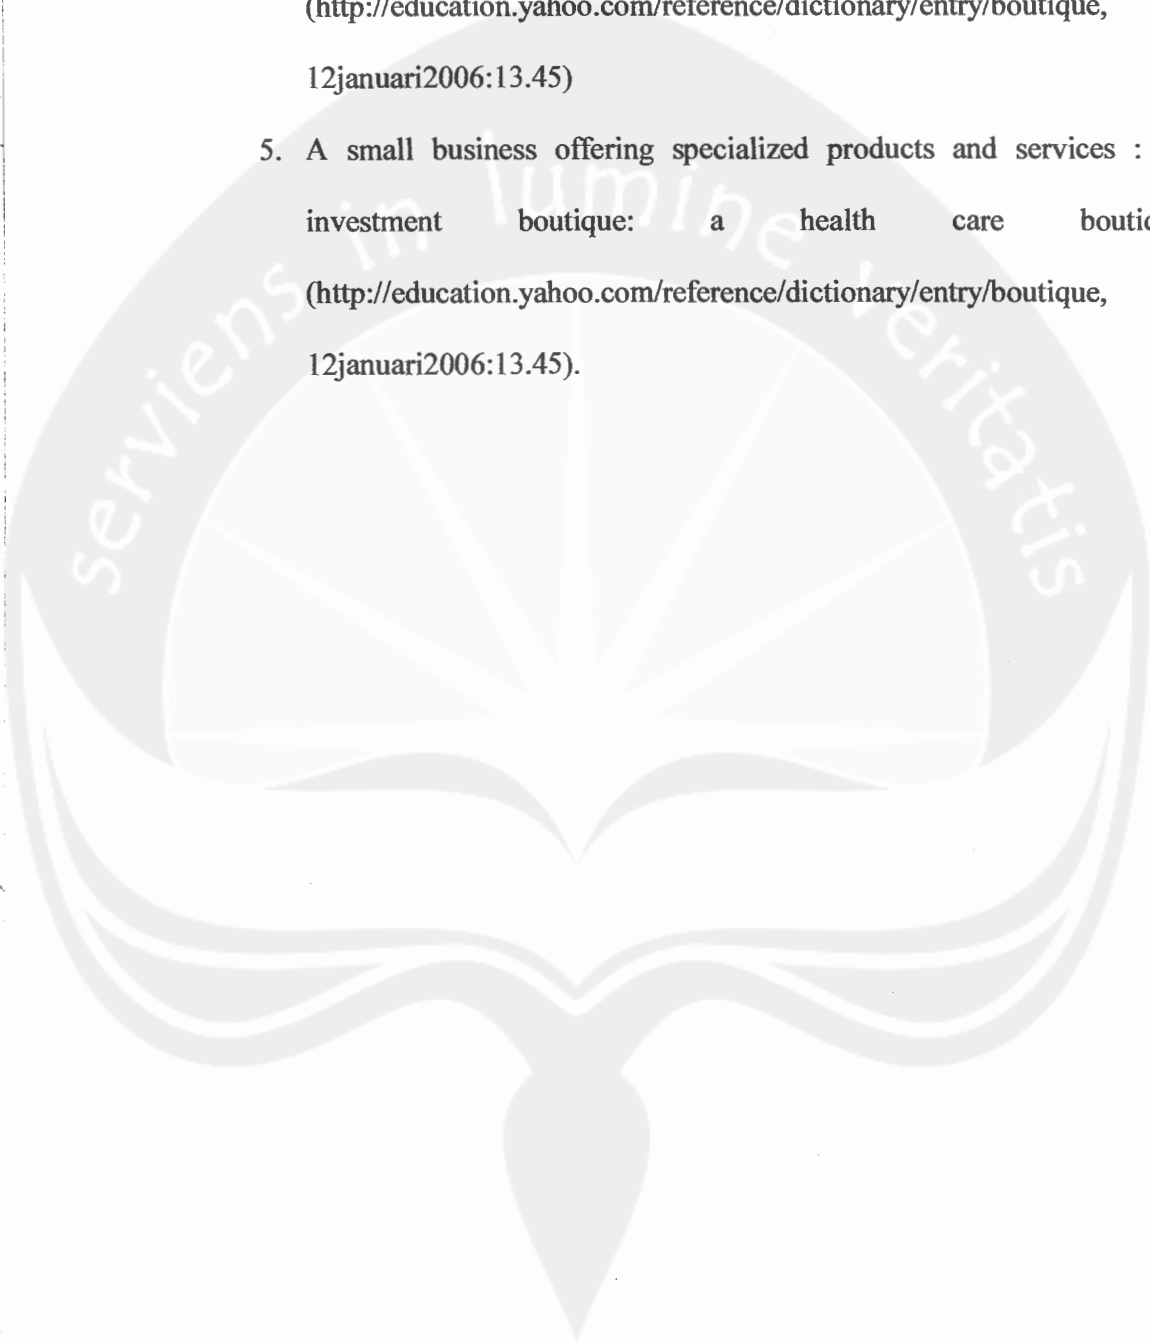 (http://education.yahoo.com/reference/dictionary/entry/boutique,
12januari2006:13.45)
5. A small business offering specialized products and services :
investment boutique: a health care
(http://education.yahoo.com/reference/dictionary/entry/boutique,
12januari2006:13.45).
serviens in lumine veritatis